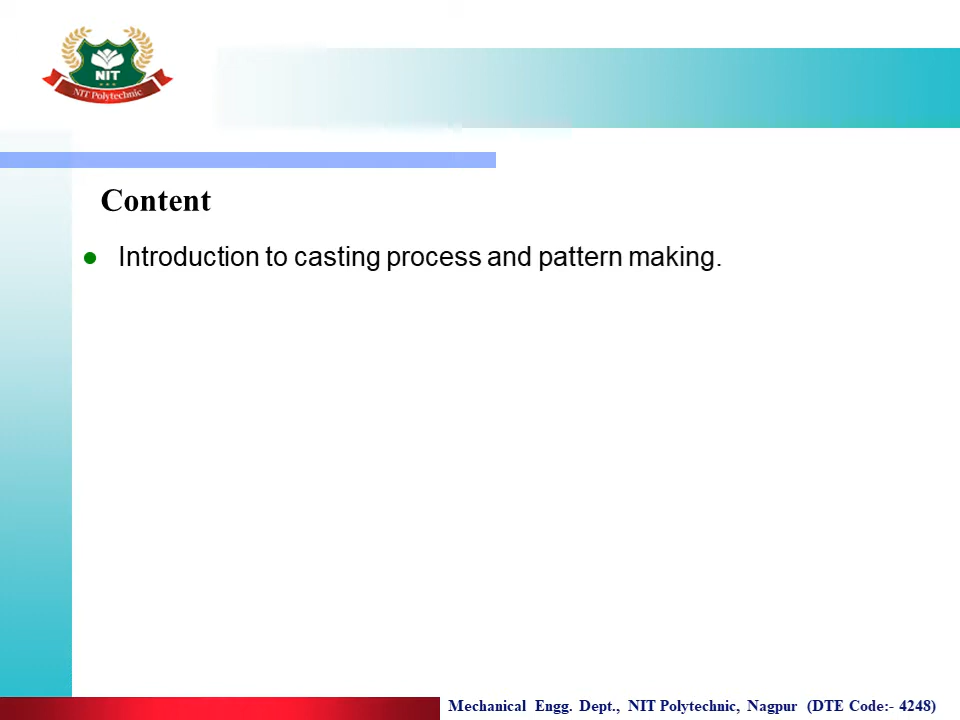 NIT
NIT Polytechnic
Content
Introduction to casting process and pattern making.
Mechanical Engg. Dept., NIT Polytechnic, Nagpur (DTE Code:- 4248)